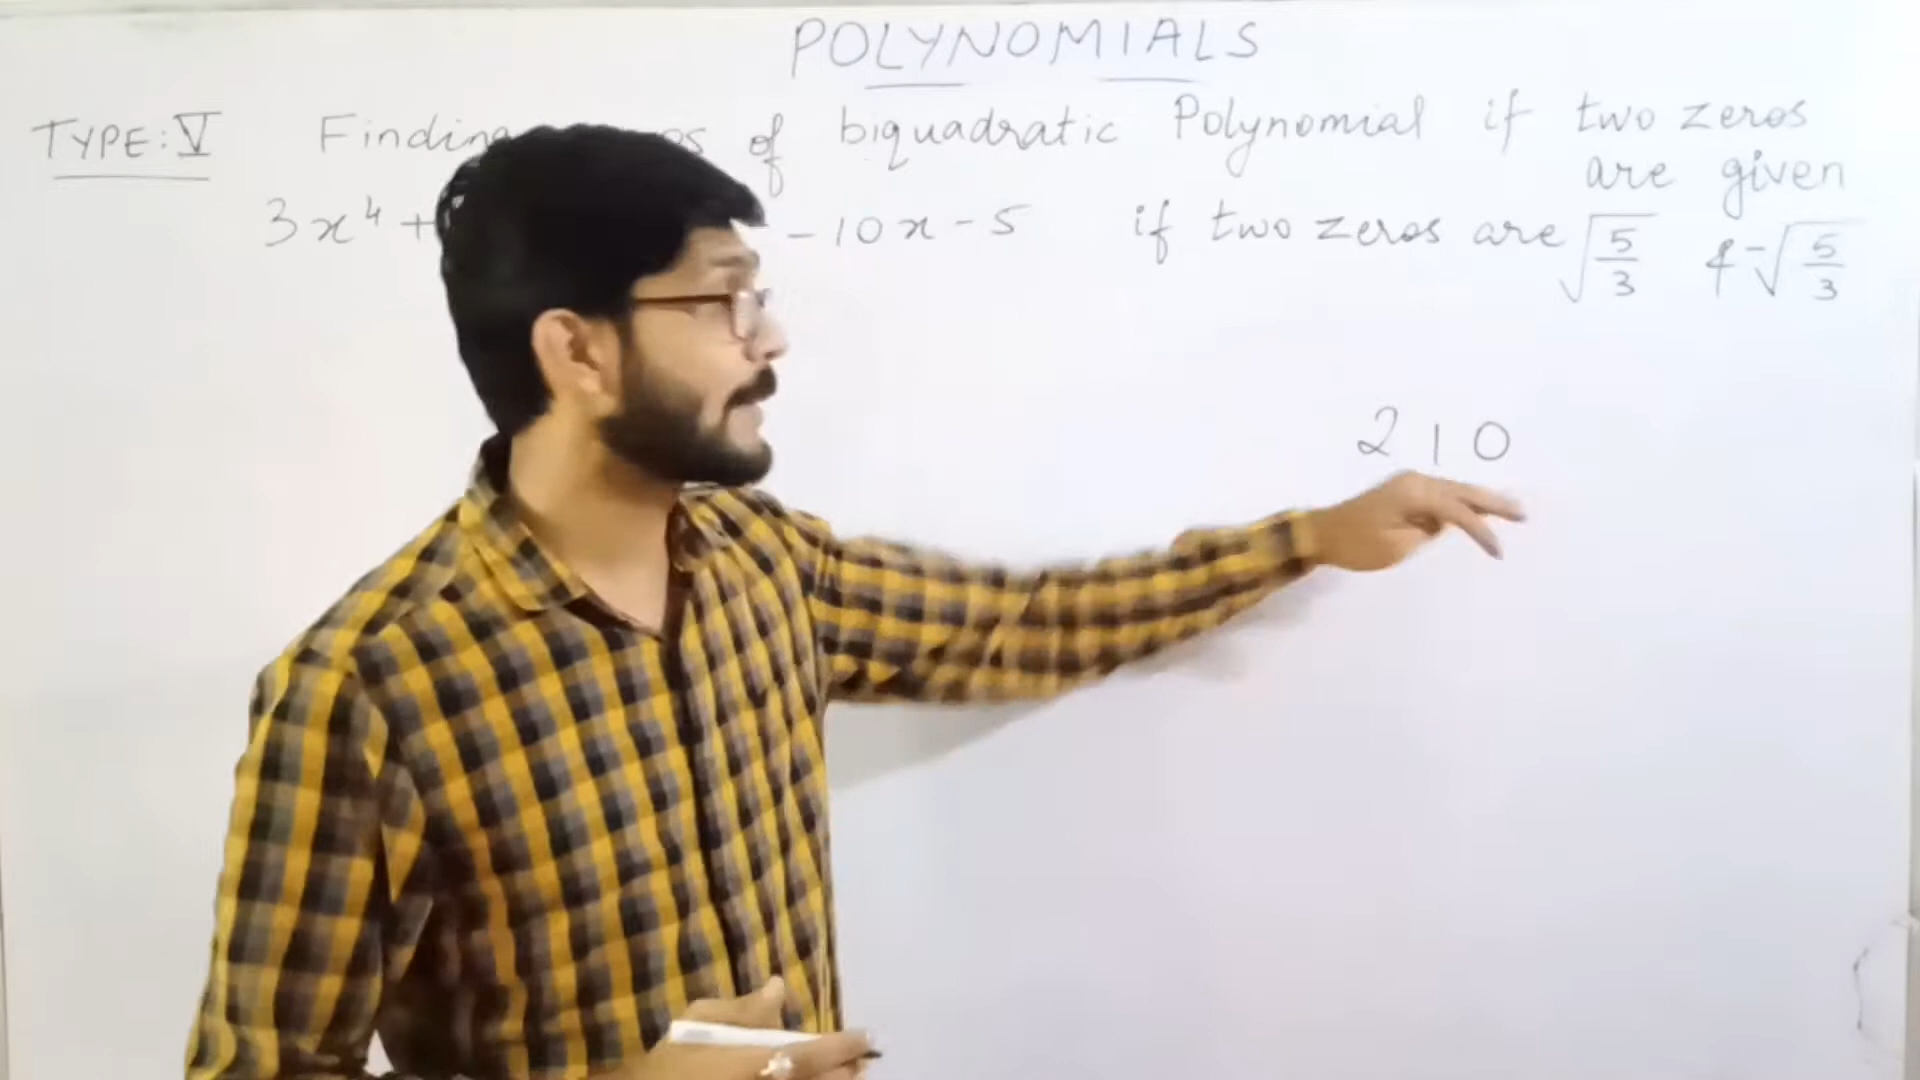 POLYNOMIALS
TYPE: V Finding of biquadratic Polynomial if two zeros
are given
3x⁴ + - 10x - 5 if two zeros are √5/3 & -√5/3
2 1 0